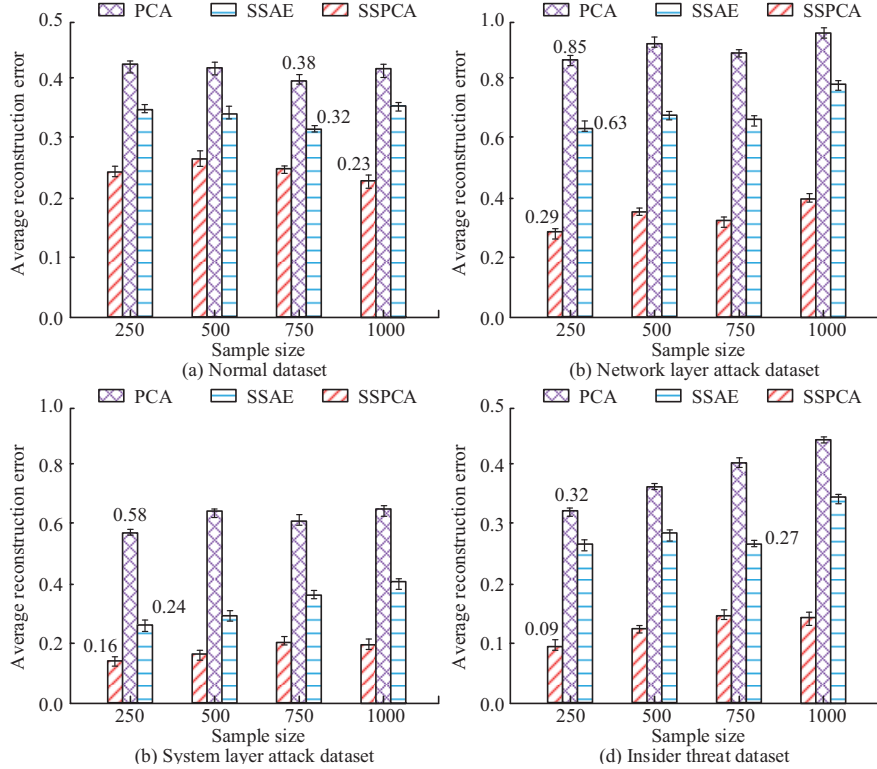 PCA SSAE SSPCA
0.5
0.4
0.3
0.2
0.1
0.0
Average reconstruction error
0.38
0.32
0.23
250 500 750 1000
Sample size
(a) Normal dataset
PCA SSAE SSPCA
1.0
0.8
0.6
0.4
0.2
0.0
Average reconstruction error
0.85
0.63
0.29
250 500 750 1000
Sample size
(b) Network layer attack dataset
PCA SSAE SSPCA
1.0
0.8
0.6
0.4
0.2
0.0
Average reconstruction error
0.58
0.24
0.16
250 500 750 1000
Sample size
(b) System layer attack dataset
PCA SSAE SSPCA
0.5
0.4
0.3
0.2
0.1
0.0
Average reconstruction error
0.32
0.27
0.09
250 500 750 1000
Sample size
(d) Insider threat dataset